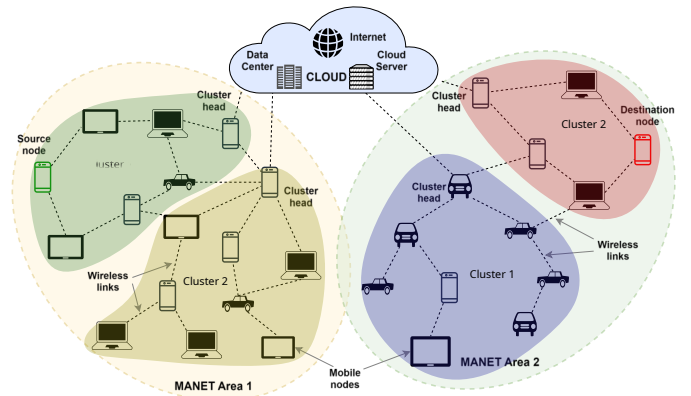 Internet
Data
Center
Cloud
Server
CLOUD
Cluster
head
Source
node
luster
Cluster
head
Cluster 2
Wireless
links
MANET Area 1
Mobile
nodes
Cluster
head
Cluster 2
Destination
node
Cluster
head
Wireless
links
Cluster 1
MANET Area 2